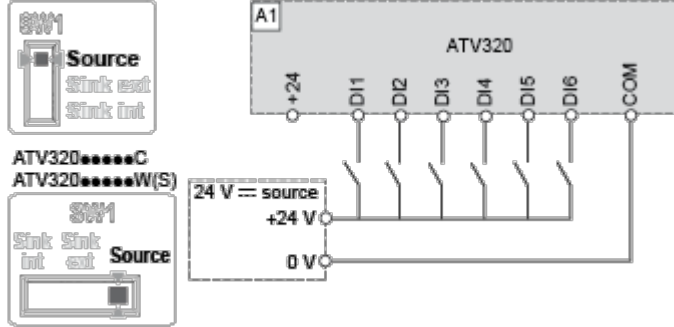 SW1
Source
Sink ext
Sink int
ATV320●●●●●C
ATV320●●●●●W(S)
SW1
Sink int
Sink ext
Source
A1
ATV320
+24
DI1
DI2
DI3
DI4
DI5
DI6
COM
24 V ⎓ source
+24 V
0 V